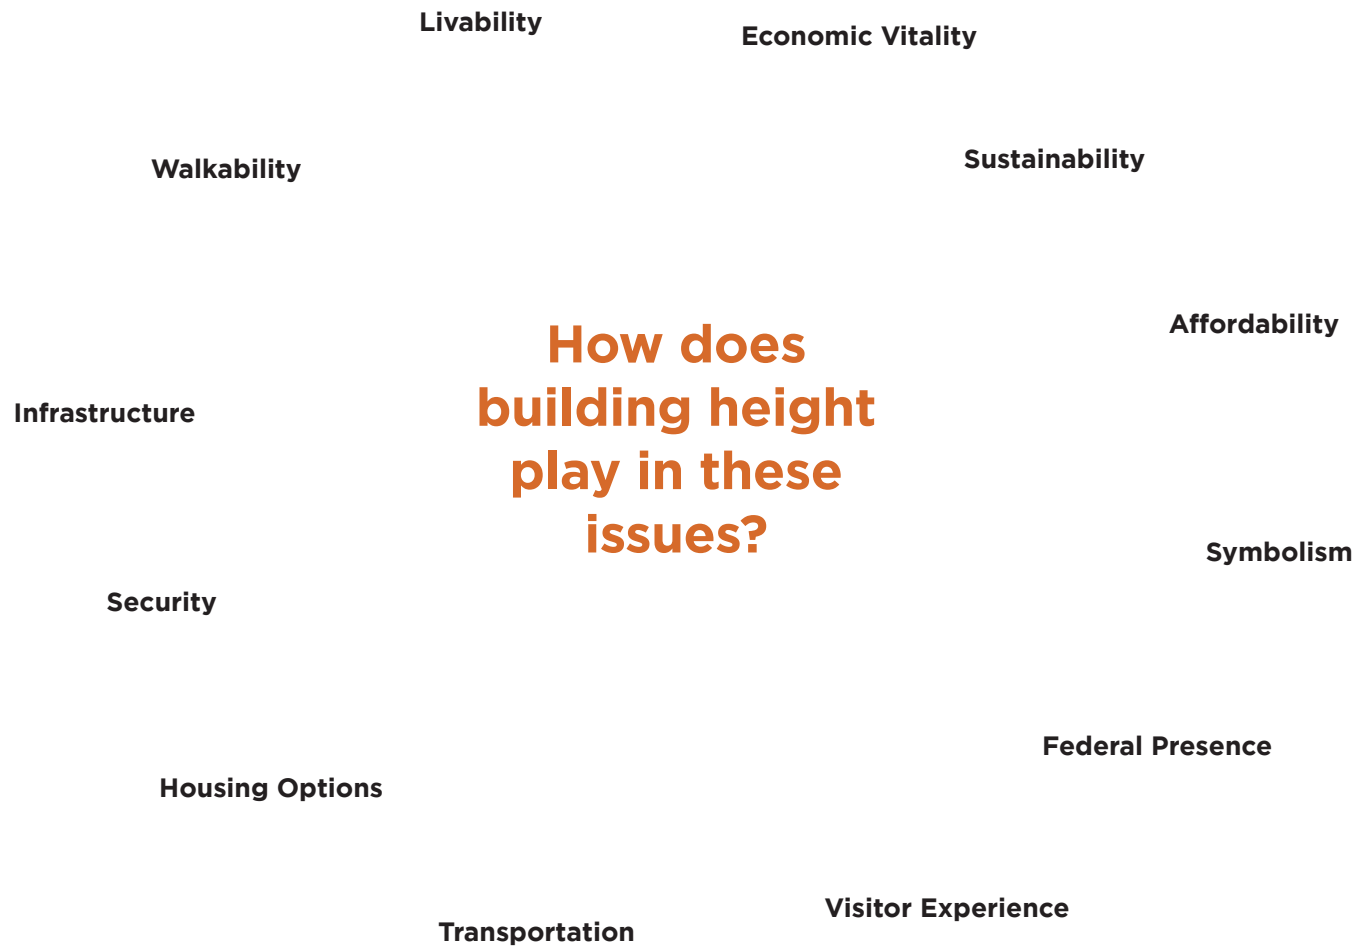 Livability
Economic Vitality
Walkability
Sustainability
Affordability
How does
building height
play in these
issues?
Infrastructure
Symbolism
Security
Federal Presence
Housing Options
Visitor Experience
Transportation